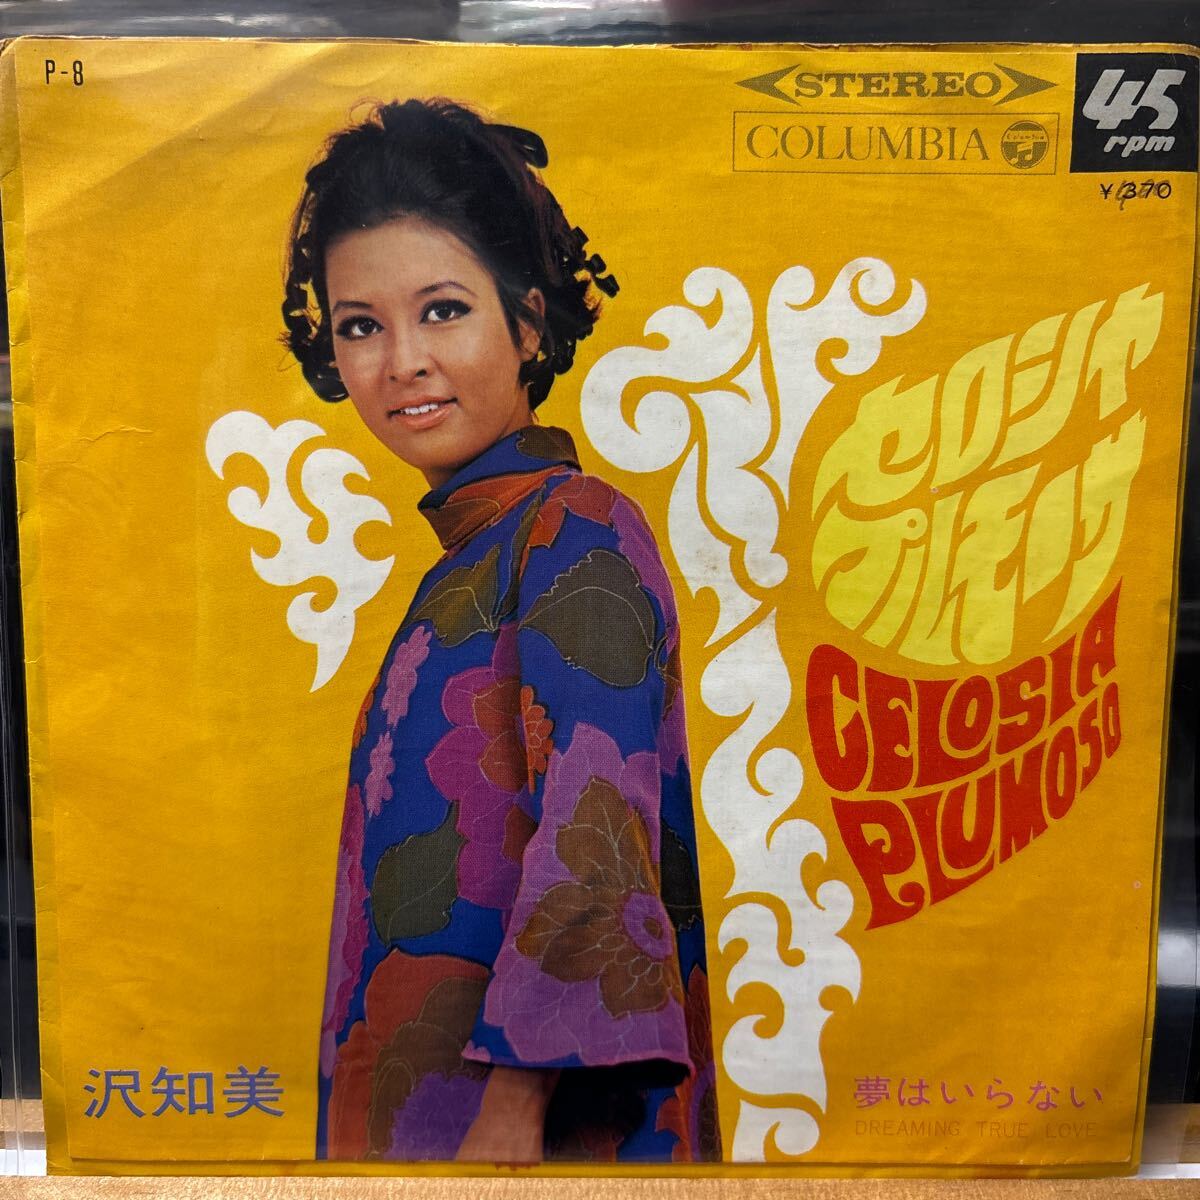 P-8
STEREO
COLUMBIA
45
rpm
¥370
セロシヤ
プルモーサ
CELOSIA
PLUMOSO
沢知美
夢はいらない
DREAMING TRUE LOVE